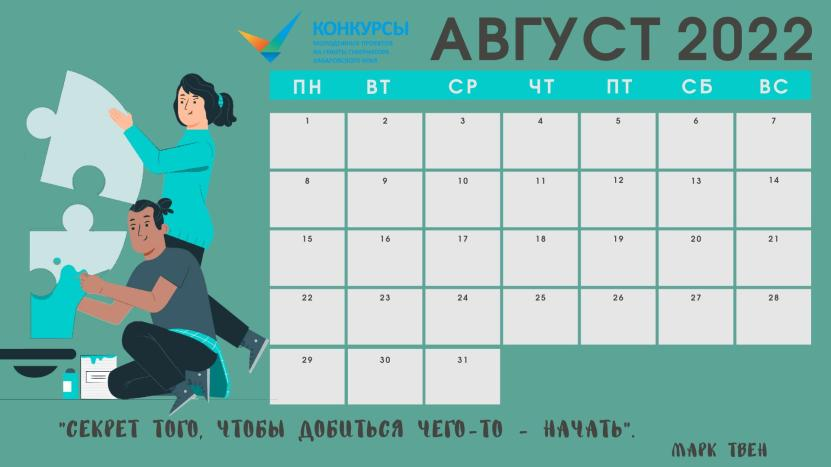 КОНКУРСЫ
МОЛОДЕЖНЫХ ПРОЕКТОВ
НА ГРАНТЫ ГУБЕРНАТОРА
ХАБАРОВСКОГО КРАЯ
АВГУСТ 2022
ПН ВТ СР ЧТ ПТ СБ ВС
1 2 3 4 5 6 7
8 9 10 11 12 13 14
15 16 17 18 19 20 21
22 23 24 25 26 27 28
29 30 31
"СЕКРЕТ ТОГО, ЧТОБЫ ДОБИТЬСЯ ЧЕГО-ТО - НАЧАТЬ".
МАРК ТВЕН